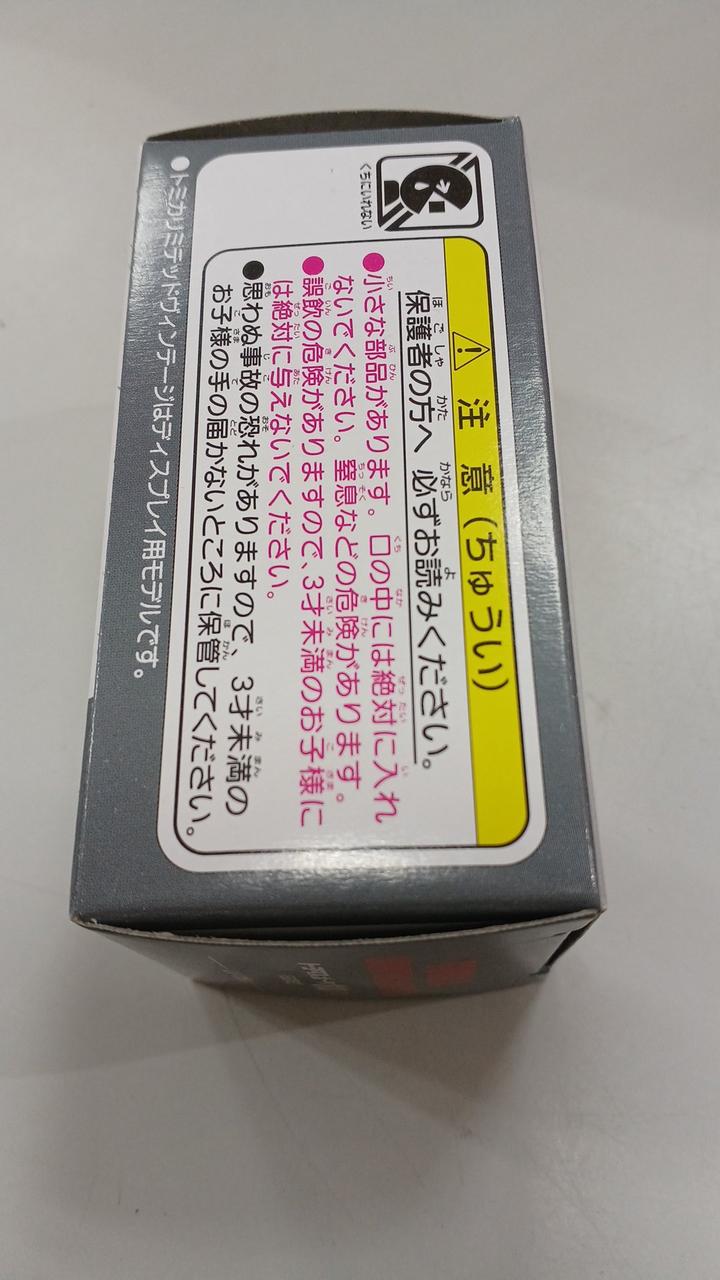 くちにいれない
⚠ 注 意 (ちゅうい)
保護者の方へ 必ずお読みください。
●小さな部品があります。口の中には絶対に入れ
ないでください。窒息などの危険があります。
●誤飲の危険がありますので、3才未満のお子様に
は絶対に与えないでください。
●思わぬ事故の恐れがありますので、3才未満の
お子様の手の届かないところに保管してください。
●トミカリミテッドヴィンテージはディスプレイ用モデルです。